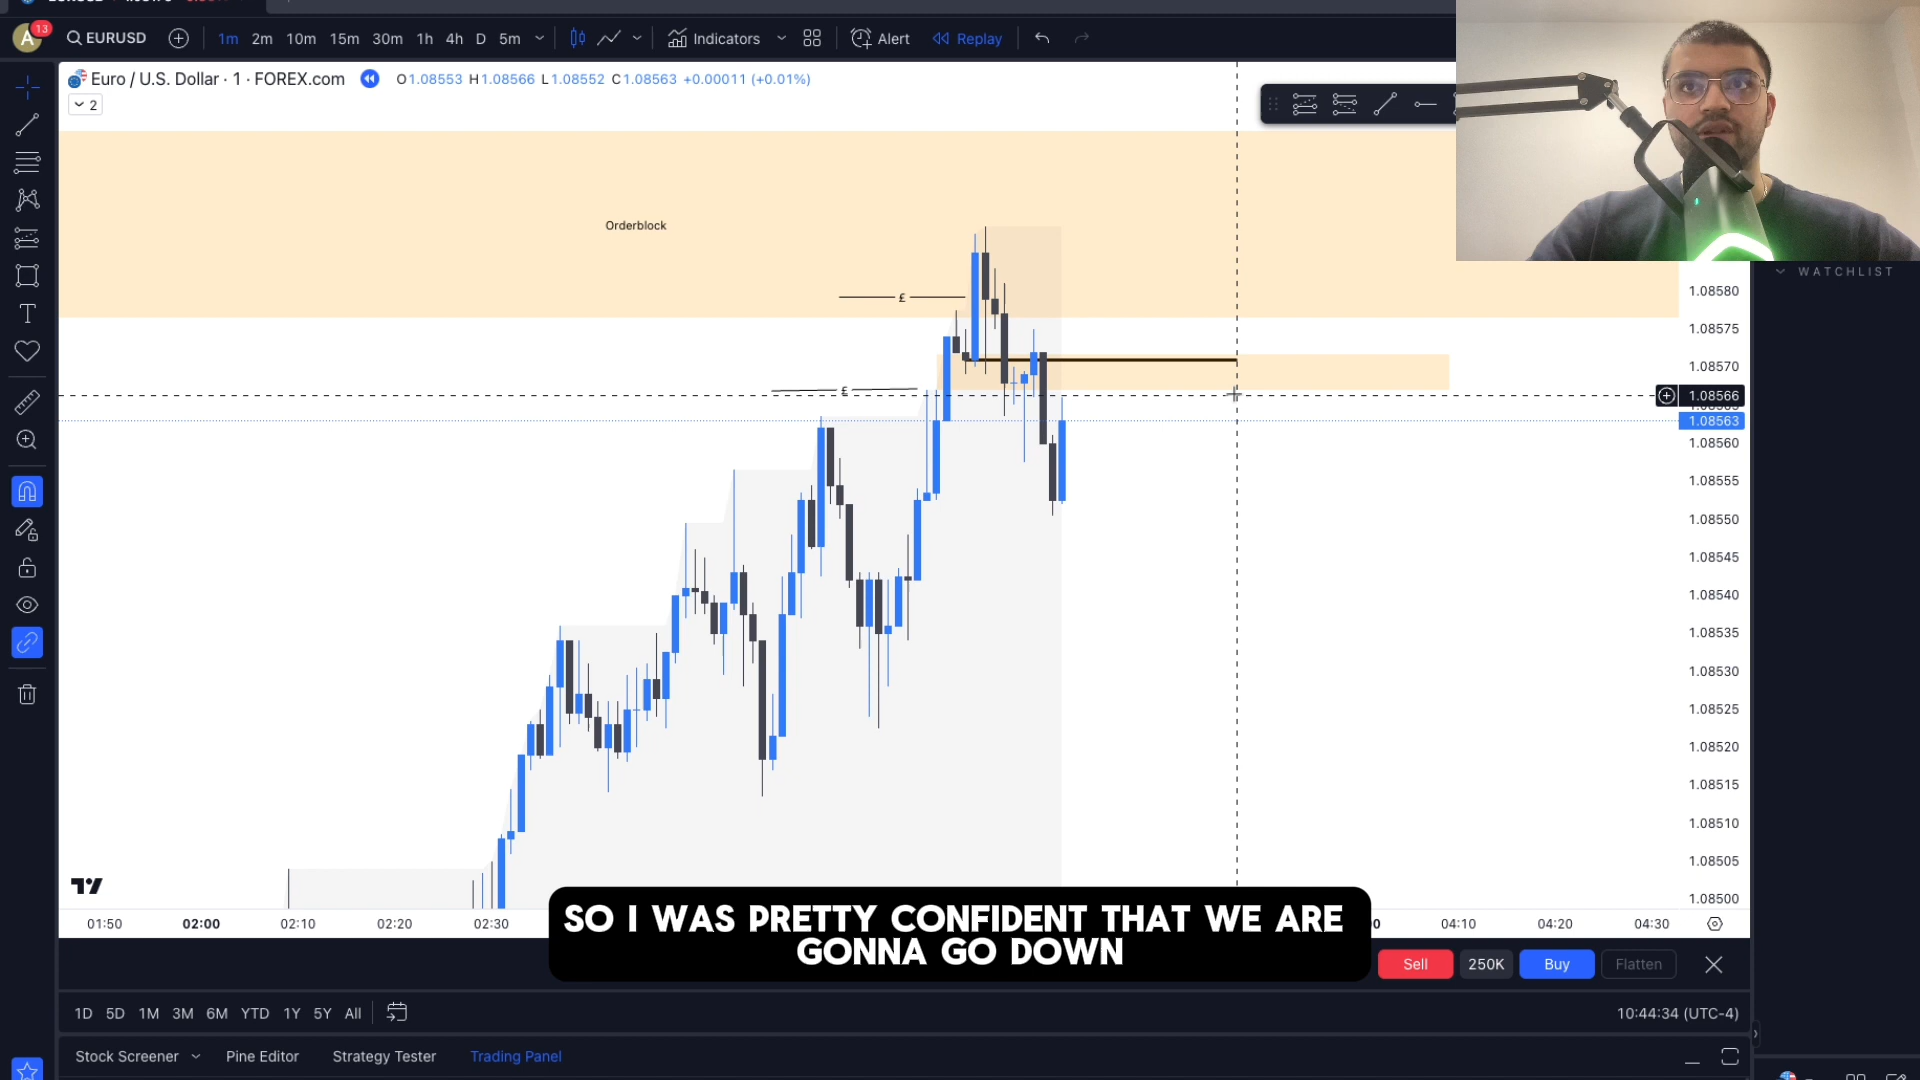 A
13
EURUSD
1m 2m 10m 15m 30m 1h 4h D 5m
Indicators
Alert
Replay
Euro / U.S. Dollar · 1 · FOREX.com
O1.08553 H1.08566 L1.08552 C1.08563 +0.00011 (+0.01%)
2
Orderblock
£
£
WATCHLIST
1.08580
1.08575
1.08570
1.08566
1.08563
1.08560
1.08555
1.08550
1.08545
1.08540
1.08535
1.08530
1.08525
1.08520
1.08515
1.08510
1.08505
1.08500
01:50 02:00 02:10 02:20 02:30 04:10 04:20 04:30
SO I WAS PRETTY CONFIDENT THAT WE ARE
GONNA GO DOWN
Sell 250K Buy Flatten
1D 5D 1M 3M 6M YTD 1Y 5Y All
10:44:34 (UTC-4)
Stock Screener Pine Editor Strategy Tester Trading Panel